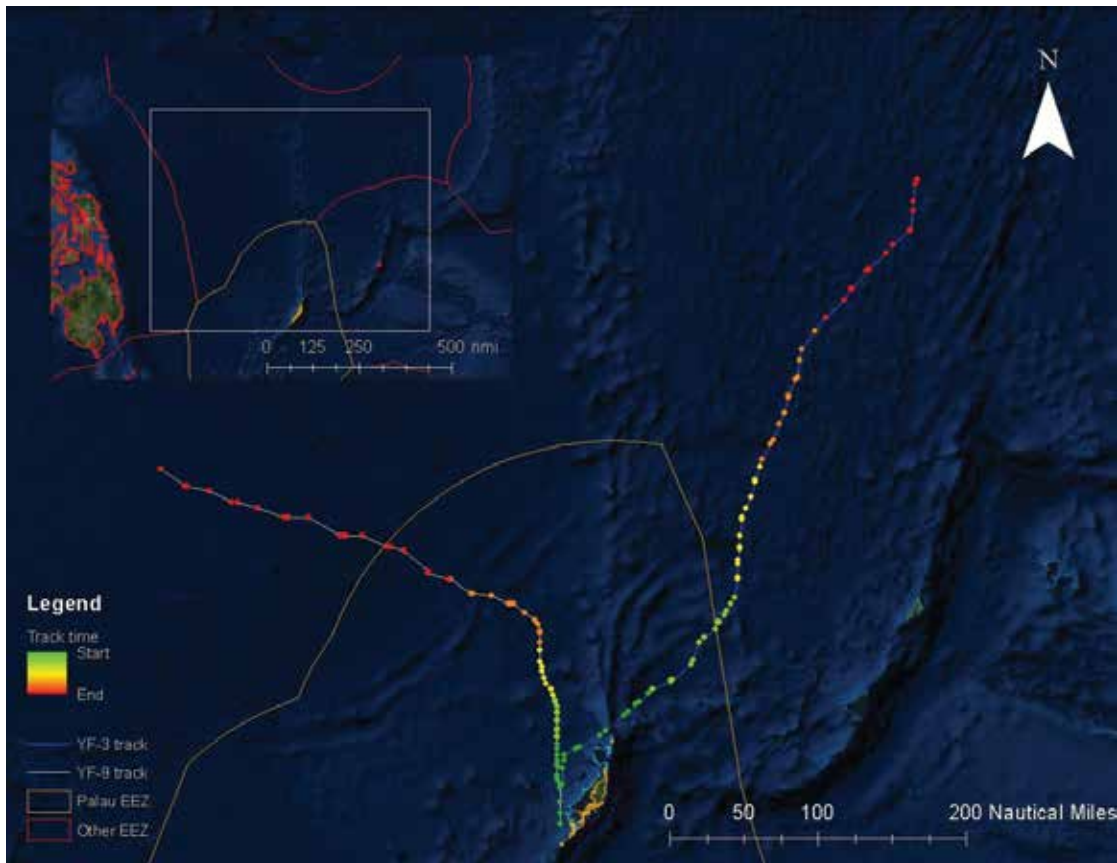 N
0 125 250 500 nmi
Legend
Track time
Start
End
YF-3 track
YF-9 track
Palau EEZ
Other EEZ
0 50 100 200 Nautical Miles